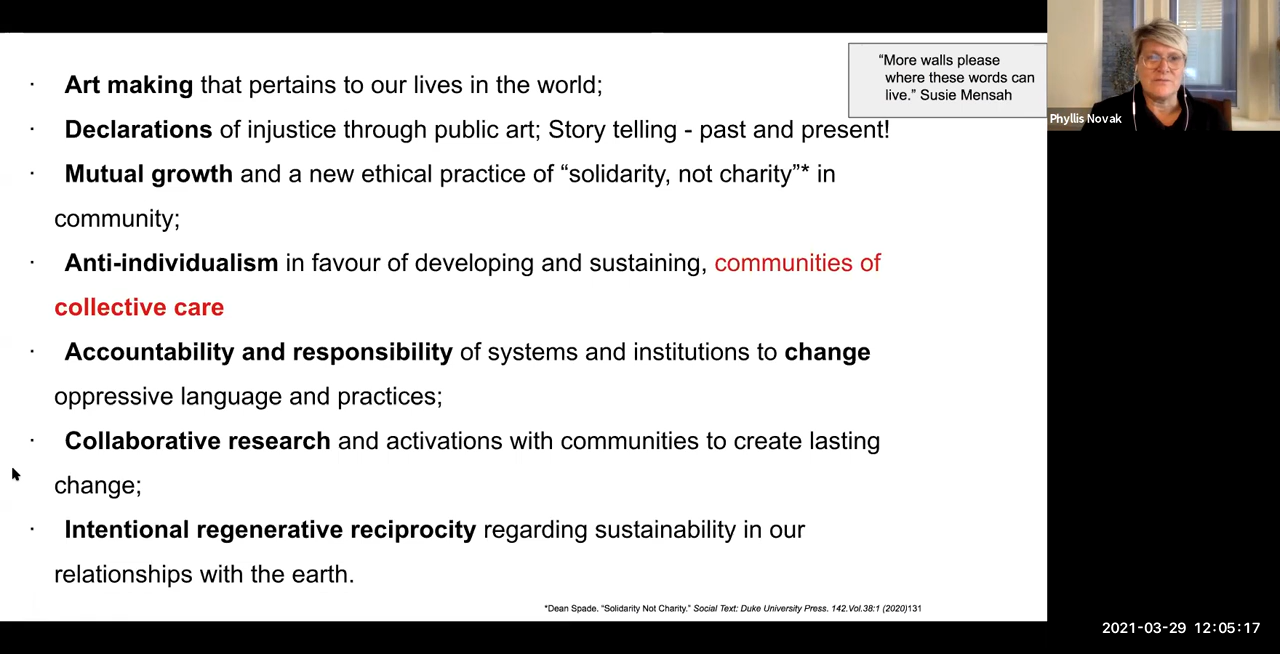 “More walls please
where these words can
live.” Susie Mensah
Phyllis Novak
· Art making that pertains to our lives in the world;
· Declarations of injustice through public art; Story telling - past and present!
· Mutual growth and a new ethical practice of “solidarity, not charity”* in
community;
· Anti-individualism in favour of developing and sustaining, communities of
collective care
· Accountability and responsibility of systems and institutions to change
oppressive language and practices;
· Collaborative research and activations with communities to create lasting
change;
· Intentional regenerative reciprocity regarding sustainability in our
relationships with the earth.
*Dean Spade. “Solidarity Not Charity.” Social Text: Duke University Press. 142.Vol.38:1 (2020)131
2021-03-29 12:05:17